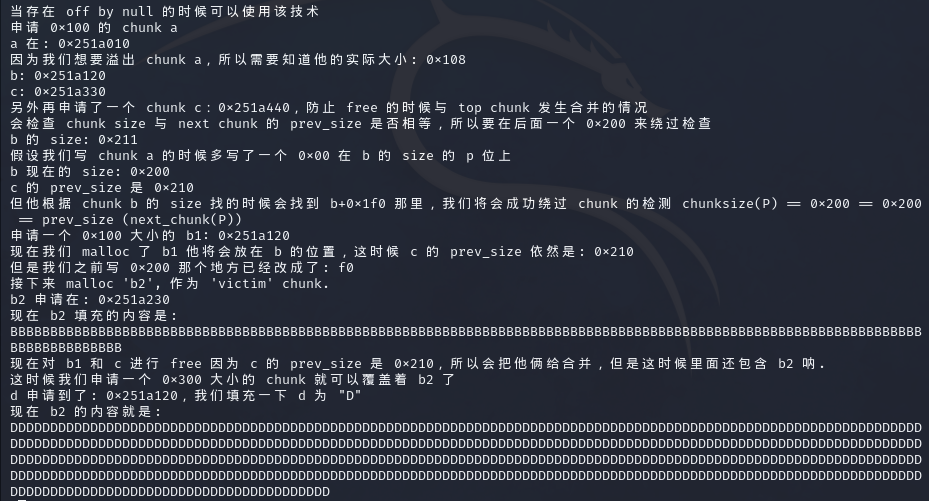 当存在 off by null 的时候可以使用该技术
申请 0×100 的 chunk a
a 在: 0×251a010
因为我们想要溢出 chunk a,所以需要知道他的实际大小: 0×108
b: 0×251a120
c: 0×251a330
另外再申请了一个 chunk c：0×251a440,防止 free 的时候与 top chunk 发生合并的情况
会检查 chunk size 与 next chunk 的 prev_size 是否相等,所以要在后面一个 0×200 来绕过检查
b 的 size: 0×211
假设我们写 chunk a 的时候多写了一个 0×00 在 b 的 size 的 p 位上
b 现在的 size: 0×200
c 的 prev_size 是 0×210
但他根据 chunk b 的 size 找的时候会找到 b+0×1f0 那里,我们将会成功绕过 chunk 的检测 chunksize(P) == 0×200 == 0×200
 == prev_size (next_chunk(P))
申请一个 0×100 大小的 b1: 0×251a120
现在我们 malloc 了 b1 他将会放在 b 的位置,这时候 c 的 prev_size 依然是: 0×210
但是我们之前写 0×200 那个地方已经改成了: f0
接下来 malloc 'b2', 作为 'victim' chunk.
b2 申请在: 0×251a230
现在 b2 填充的内容是:
BBBBBBBBBBBBBBBBBBBBBBBBBBBBBBBBBBBBBBBBBBBBBBBBBBBBBBBBBBBBBBBBBBBBBBBBBBBBBBBBBBBBBBBBBBBBBBBBBBBBBBBBBBBBBBBBBB
BBBBBBBBBBBBBB
现在对 b1 和 c 进行 free 因为 c 的 prev_size 是 0×210,所以会把他俩给合并,但是这时候里面还包含 b2 呐.
这时候我们申请一个 0×300 大小的 chunk 就可以覆盖着 b2 了
d 申请到了: 0×251a120,我们填充一下 d 为 "D"
现在 b2 的内容就是:
DDDDDDDDDDDDDDDDDDDDDDDDDDDDDDDDDDDDDDDDDDDDDDDDDDDDDDDDDDDDDDDDDDDDDDDDDDDDDDDDDDDDDDDDDDDDDDDDDDDDDDDDDDDDDDDDDD
DDDDDDDDDDDDDDDDDDDDDDDDDDDDDDDDDDDDDDDDDDDDDDDDDDDDDDDDDDDDDDDDDDDDDDDDDDDDDDDDDDDDDDDDDDDDDDDDDDDDDDDDDDDDDDDDDD
DDDDDDDDDDDDDDDDDDDDDDDDDDDDDDDDDDDDDDDDDDDDDDDDDDDDDDDDDDDDDDDDDDDDDDDDDDDDDDDDDDDDDDDDDDDDDDDDDDDDDDDDDDDDDDDDDD
DDDDDDDDDDDDDDDDDDDDDDDDDDDDDDDDDDDDDDDDDDDDDDDDDDDDDDDDDDDDDDDDDDDDDDDDDDDDDDDDDDDDDDDDDDDDDDDDDDDDDDDDDDDDDDDDDD
DDDDDDDDDDDDDDDDDDDDDDDDDDDDDDDDDDDDDDDD